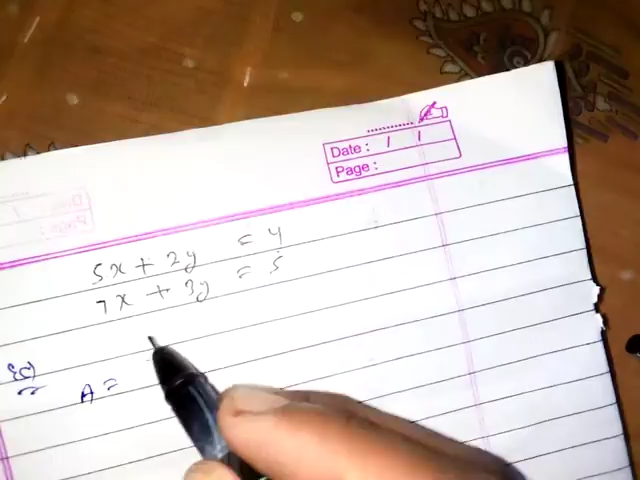 Date : / /
Page :
5x + 2y = 4
7x + 3y = 5
A =